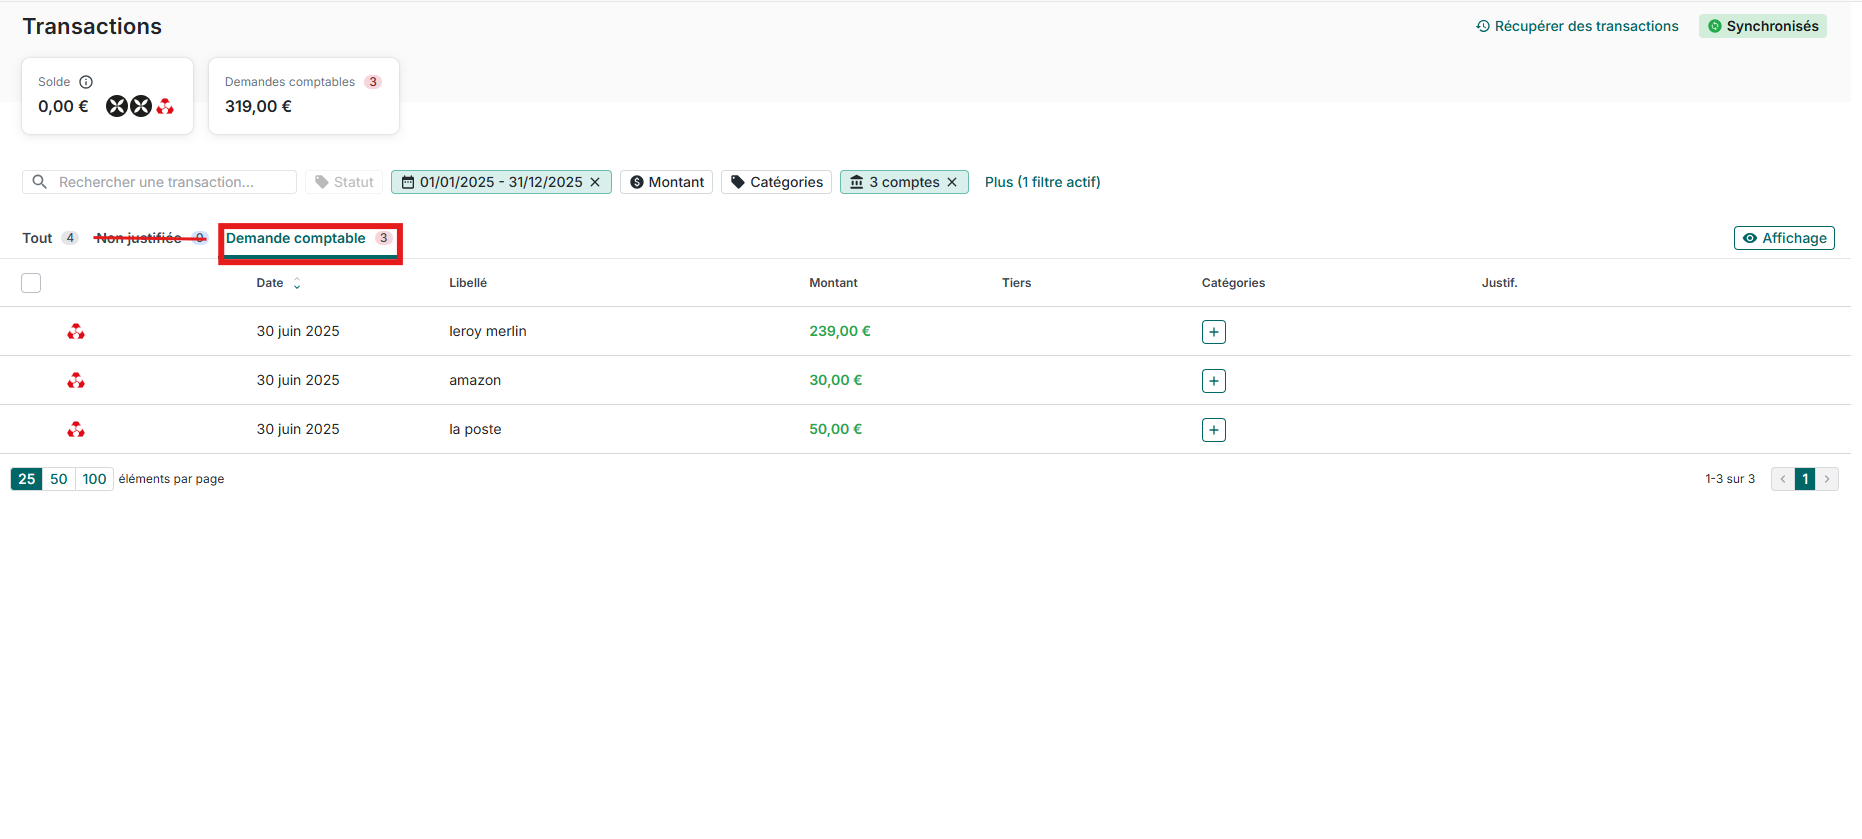 Transactions
Récupérer des transactions
Synchronisés
Solde
0,00 €
Demandes comptables 3
319,00 €
Rechercher une transaction...
Statut
01/01/2025 - 31/12/2025
Montant
Catégories
3 comptes
Plus (1 filtre actif)
Tout 4
Non justifiée 0
Demande comptable 3
Affichage
Date Libellé Montant Tiers Catégories Justif.
30 juin 2025 leroy merlin 239,00 € +
30 juin 2025 amazon 30,00 € +
30 juin 2025 la poste 50,00 € +
25 50 100 éléments par page
1-3 sur 3 < 1 >